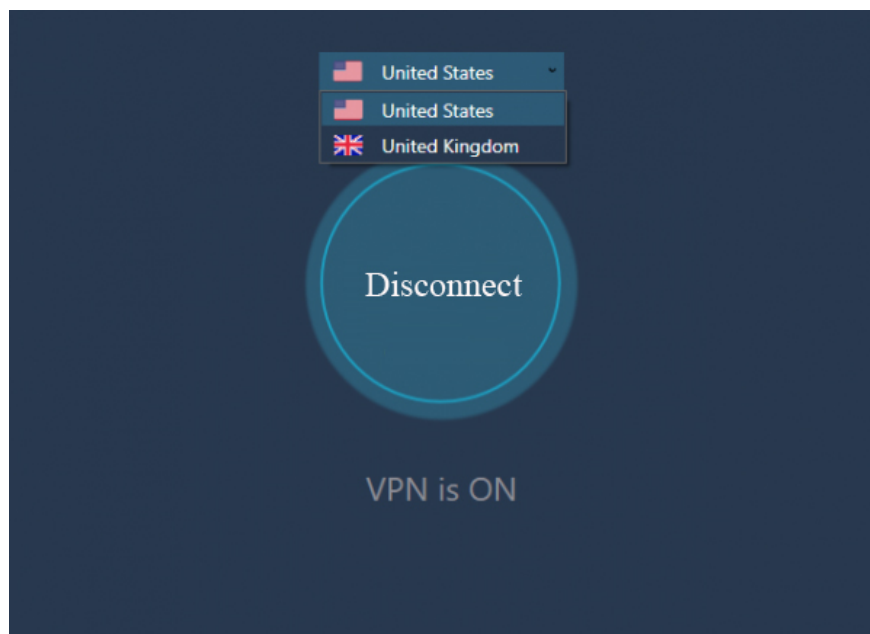 United States
United States
United Kingdom
Disconnect
VPN is ON